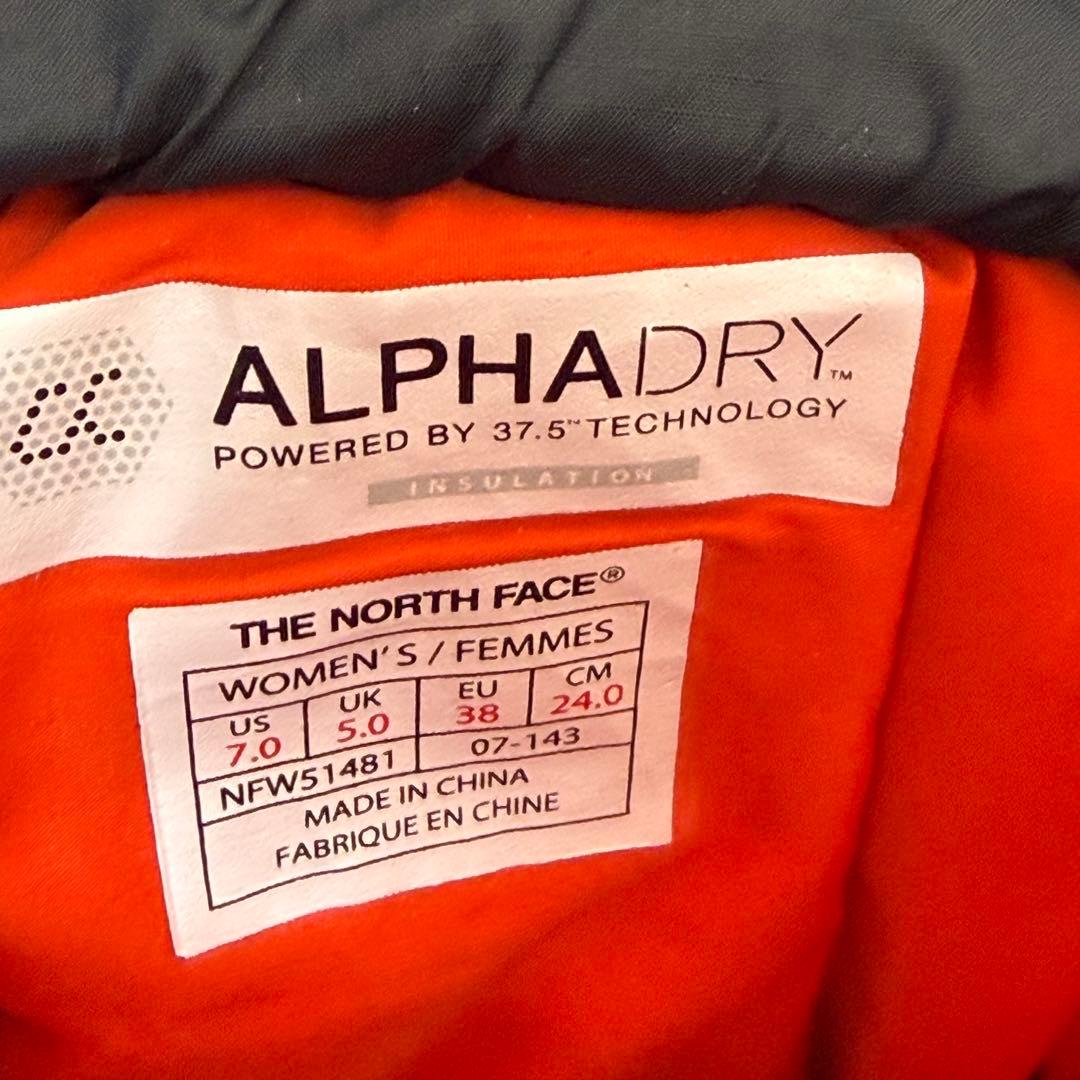 ALPHADRY™
POWERED BY 37.5™ TECHNOLOGY
INSULATION
THE NORTH FACE®
WOMEN'S / FEMMES
US UK EU CM
7.0 5.0 38 24.0
NFW51481 07-143
MADE IN CHINA
FABRIQUE EN CHINE